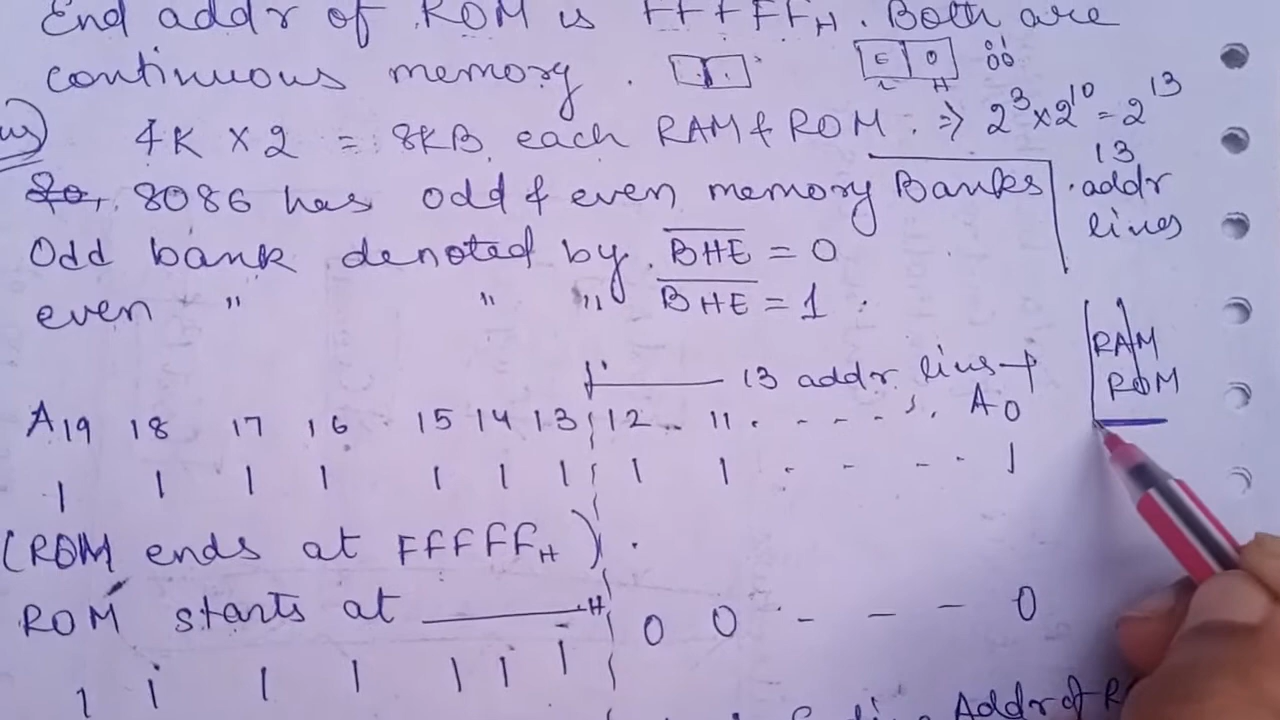 End addr of ROM is FFFFFH. Both are
continuous memory.
E O
L H
4K X 2 = 8KB each RAM & ROM. ⇒ 2^3 x 2^10 = 2^13
13
addr
lines
8086 has odd & even memory Banks.
Odd bank denoted by BHE = 0
even " " " BHE = 1.
RAM
ROM
13 addr. lines
A19 18 17 16 15 14 13 12 .. 11 . - - - - A0
1 1 1 1 1 1 1 1 1 . - - - 1
(ROM ends at FFFFFH).
ROM starts at ______H
1 1 1 1 1 1 1 0 0 - - - 0
Addr of R